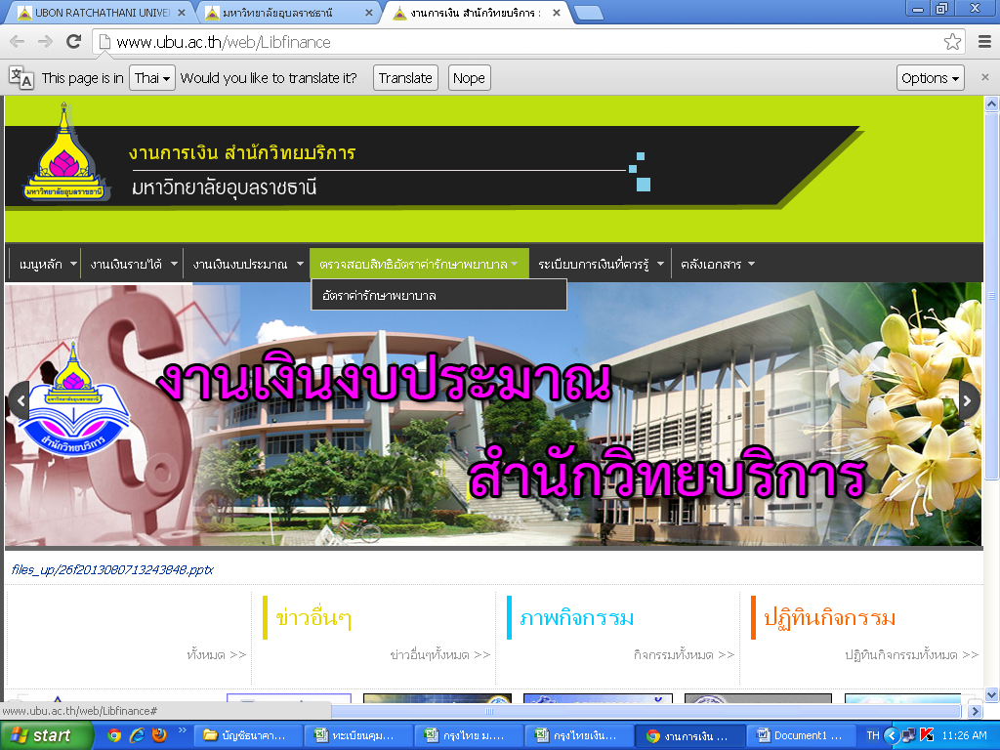 UBON RATCHATHANI UNIVE
มหาวิทยาลัยอุบลราชธานี
งานการเงิน สำนักวิทยบริการ :
www.ubu.ac.th/web/Libfinance
This page is in Thai Would you like to translate it? Translate Nope Options
งานการเงิน สำนักวิทยบริการ
มหาวิทยาลัยอุบลราชธานี
มหาวิทยาลัยอุบลราชธานี
เมนูหลัก งานเงินรายได้ งานเงินงบประมาณ ตรวจสอบสิทธิอัตราค่ารักษาพยาบาล ระเบียบการเงินที่ควรรู้ คลังเอกสาร
อัตราค่ารักษาพยาบาล
งานเงินงบประมาณ
สำนักวิทยบริการ
มหาวิทยาลัยอุบลราชธานี
สำนักวิทยบริการ
files_up/26f2013080713243848.pptx
ข่าวอื่นๆ ภาพกิจกรรม ปฏิทินกิจกรรม
ทั้งหมด >> ข่าวอื่นๆทั้งหมด >> กิจกรรมทั้งหมด >> ปฏิทินกิจกรรมทั้งหมด >>
www.ubu.ac.th/web/Libfinance#
start บัญชีธนาคา... ทะเบียนคุม... กรุงไทย ม.... กรุงไทยเงิน... งานการเงิน ... Document1 ... TH 11:26 AM